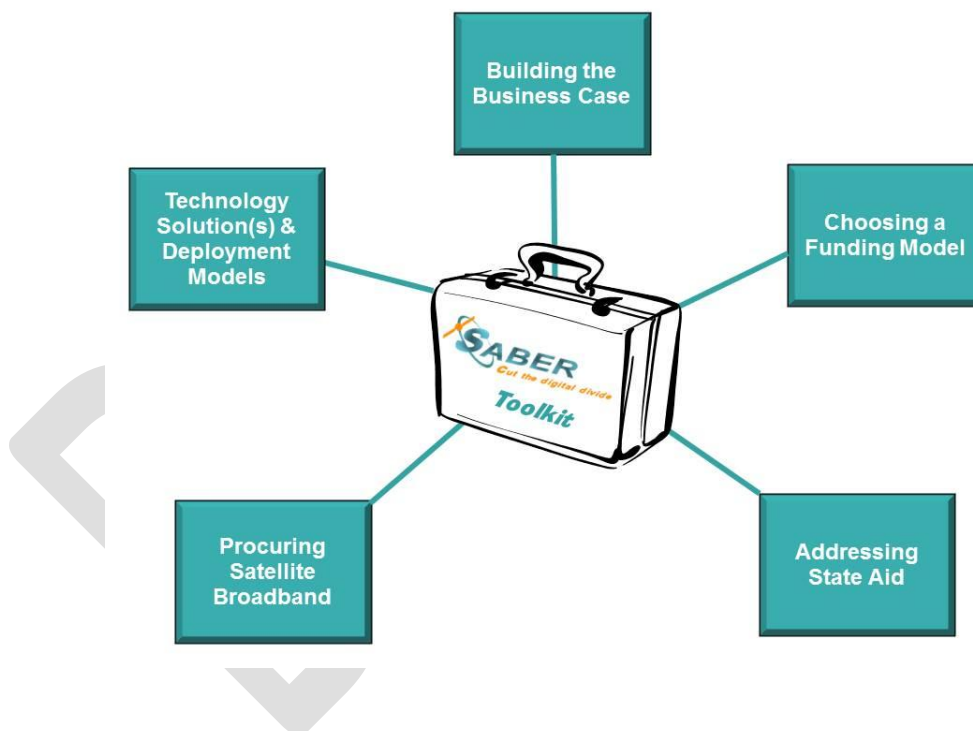 Building the
Business Case
Technology
Solution(s) &
Deployment
Models
Choosing a
Funding Model
SABER
Cut the digital divide
Toolkit
Procuring
Satellite
Broadband
Addressing
State Aid